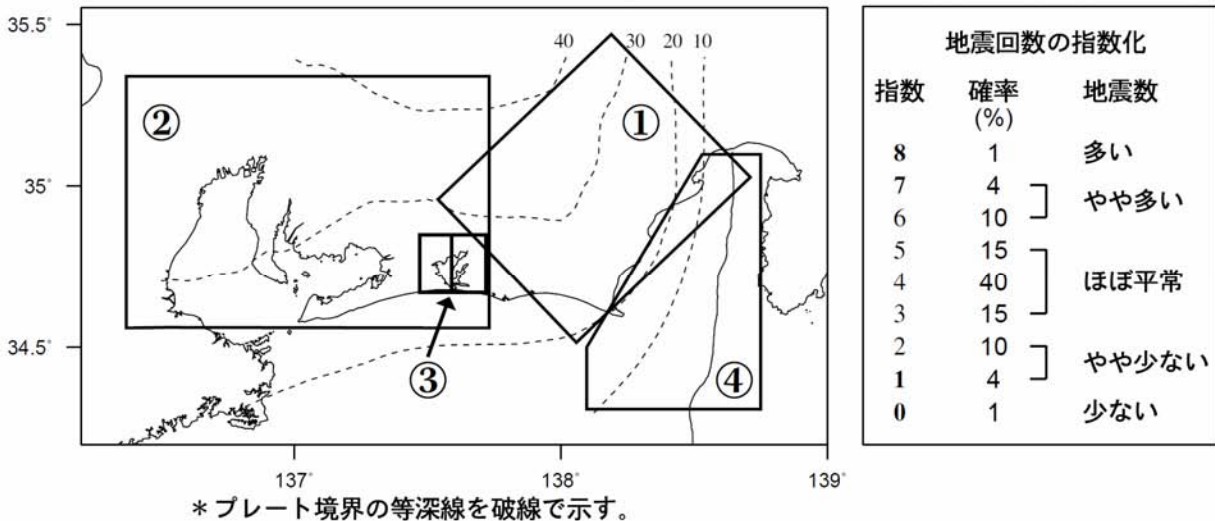 35.5°
35°
34.5°
137°
138°
139°
40
30
20
10
①
②
③
④
＊プレート境界の等深線を破線で示す。
地震回数の指数化
指数 確率 地震数
(%)
8 1 多い
7 4
やや多い
6 10
5 15
4 40 ほぼ平常
3 15
2 10
やや少ない
1 4
0 1 少ない